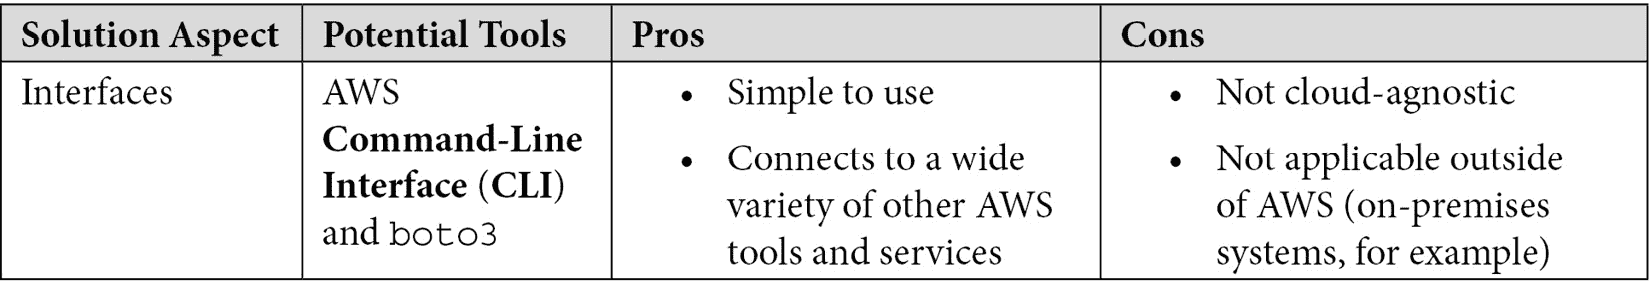 Solution Aspect Potential Tools Pros Cons
Interfaces
AWS
Command-Line
Interface (CLI)
and boto3
• Simple to use
• Connects to a wide
variety of other AWS
tools and services
• Not cloud-agnostic
• Not applicable outside
of AWS (on-premises
systems, for example)